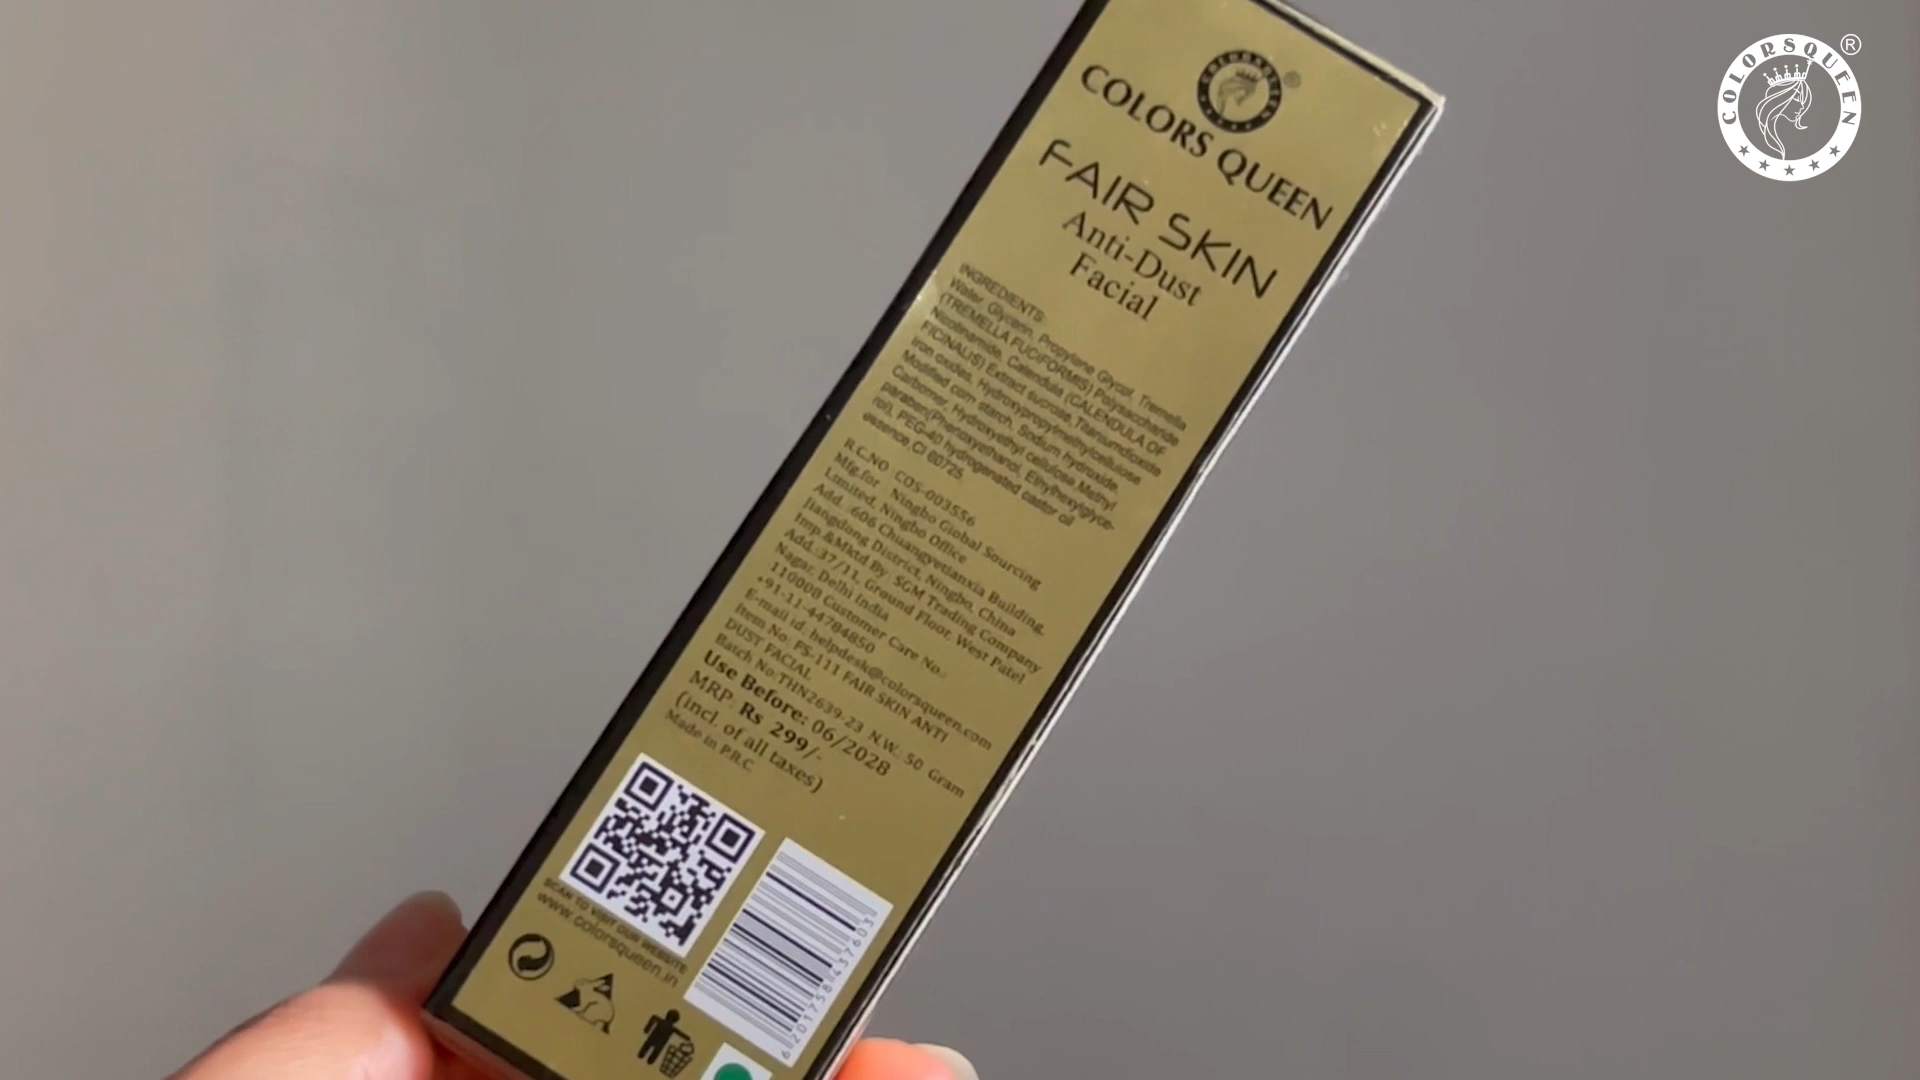 COLORSQUEEN
®
COLORS QUEEN
FAIR SKIN
Anti-Dust
Facial
INGREDIENTS:
Water, Glycerin, Propylene Glycol, Tremella
(TREMELLA FUCIFORMIS) Polysaccharide
Nicotinamide, Calendula (CALENDULA OF
FICINALIS) Extract sucrose, Titaniumdioxide
Iron oxides, Hydroxypropylmethylcellulose
Modified corn starch, Sodium hydroxide,
Carbomer, Hydroxyethyl cellulose, Methyl
paraben(Phenoxyethanol, Ethylhexylglyce-
rol), PEG-40 hydrogenated castor oil
essence.CI 60725
R.C.NO COS-003556
Mfg.for Ningbo Global Sourcing
Limited, Ningbo Office
Add.:606 Chuangyetianxia Building,
Jiangdong District, Ningbo, China
Imp.&Mktd By SGM Trading Company
Add.:37/11, Ground Floor, West Patel
Nagar, Delhi India
110008 Customer Care No.:
+91-11-44784850
E-mail id: helpdesk@colorsqueen.com
Item No: FS-111 FAIR SKIN ANTI
DUST FACIAL
Batch No:THN2639-23 N.W.: 50 Gram
Use Before: 06/2028
MRP: Rs 299/-
(incl. of all taxes)
Made in P.R.C.
SCAN TO VISIT OUR WEBSITE
www.colorsqueen.in
6201758437603